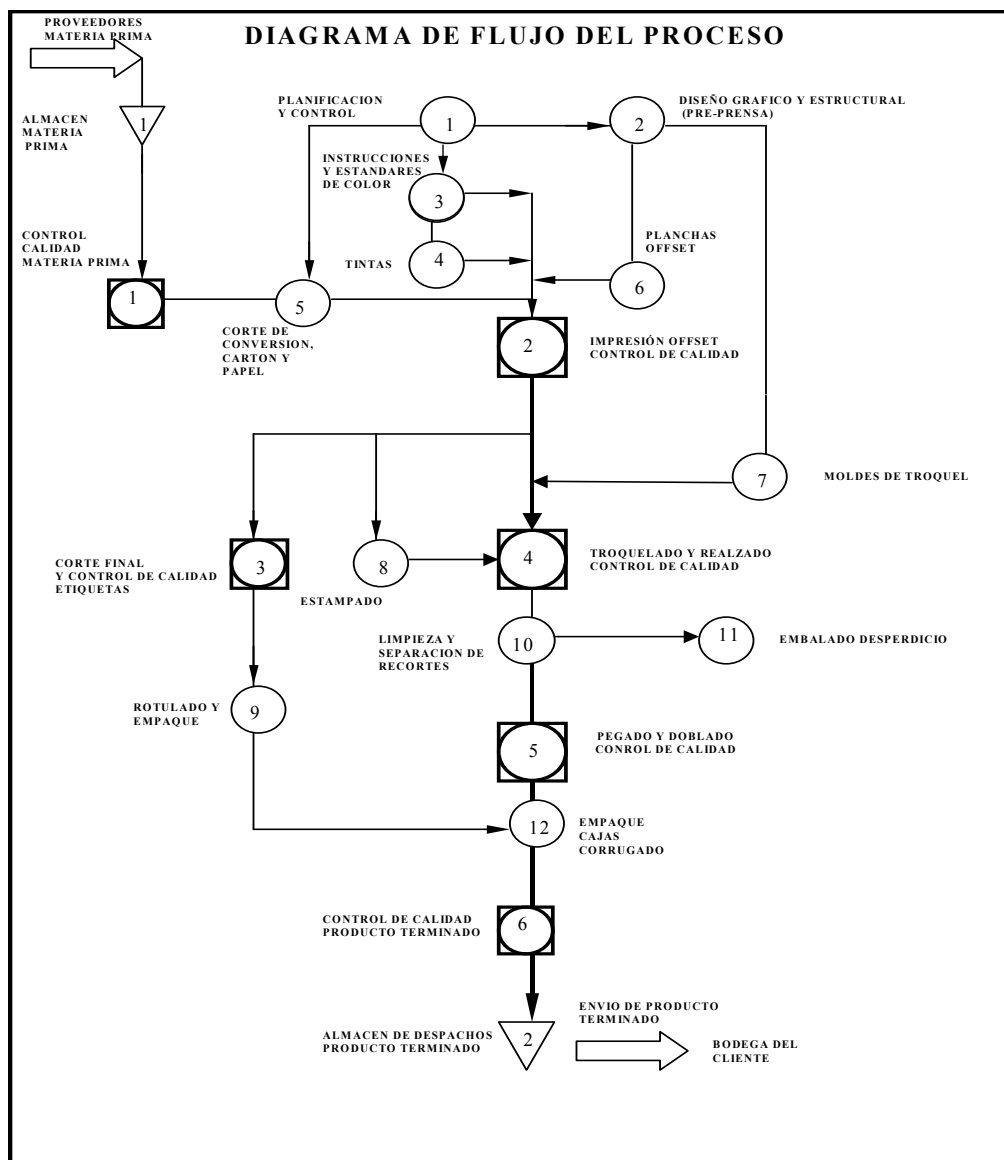 PROVEEDORES
MATERIA PRIMA
DIAGRAMA DE FLUJO DEL PROCESO
ALMACEN
MATERIA
PRIMA
1
PLANIFICACION
Y CONTROL
1
2
DISEÑO GRAFICO Y ESTRUCTURAL
(PRE-PRENSA)
INSTRUCCIONES
Y ESTANDARES
DE COLOR
3
CONTROL
CALIDAD
MATERIA PRIMA
1
TINTAS
4
PLANCHAS
OFFSET
6
5
CORTE DE
CONVERSION,
CARTON Y
PAPEL
2
IMPRESIÓN OFFSET
CONTROL DE CALIDAD
7
MOLDES DE TROQUEL
CORTE FINAL
Y CONTROL DE CALIDAD
ETIQUETAS
3
8
ESTAMPADO
4
TROQUELADO Y REALZADO
CONTROL DE CALIDAD
LIMPIEZA Y
SEPARACION DE
RECORTES
10
11
EMBALADO DESPERDICIO
ROTULADO Y
EMPAQUE
9
5
PEGADO Y DOBLADO
CONROL DE CALIDAD
12
EMPAQUE
CAJAS
CORRUGADO
CONTROL DE CALIDAD
PRODUCTO TERMINADO
6
ALMACEN DE DESPACHOS
PRODUCTO TERMINADO
2
ENVIO DE PRODUCTO
TERMINADO
BODEGA DEL
CLIENTE